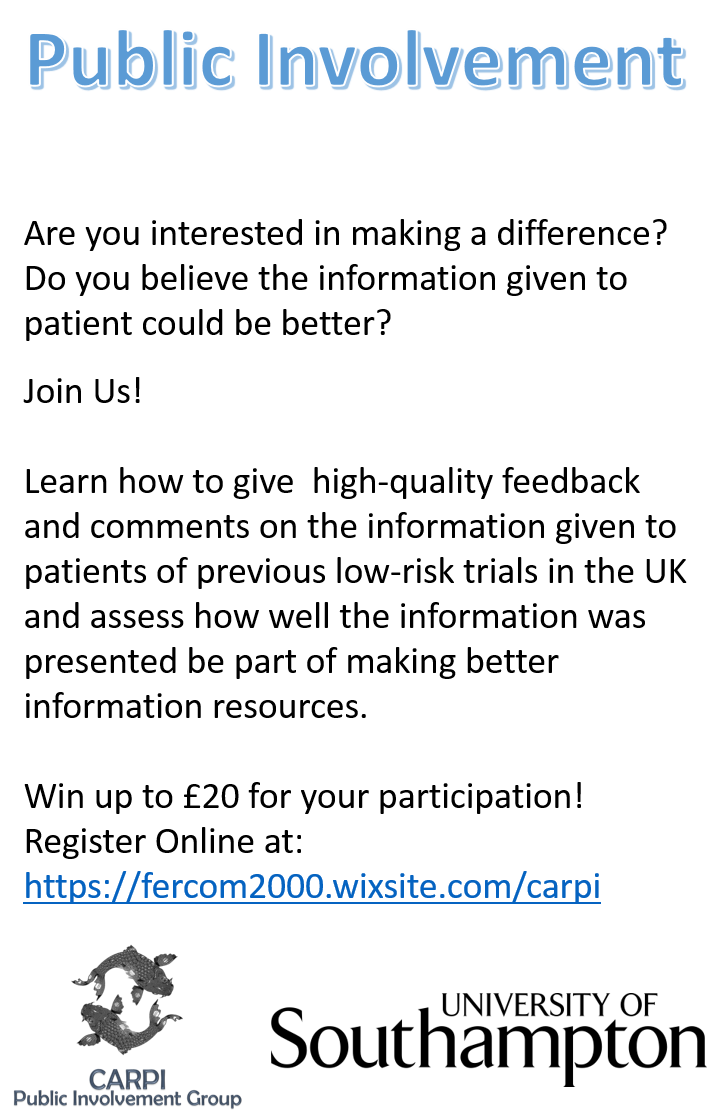 Public Involvement
Are you interested in making a difference?
Do you believe the information given to
patient could be better?
Join Us!
Learn how to give  high-quality feedback
and comments on the information given to
patients of previous low-risk trials in the UK
and assess how well the information was
presented be part of making better
information resources.
Win up to £20 for your participation!
Register Online at:
https://fercom2000.wixsite.com/carpi
CARPI
Public Involvement Group
UNIVERSITY OF
Southampton